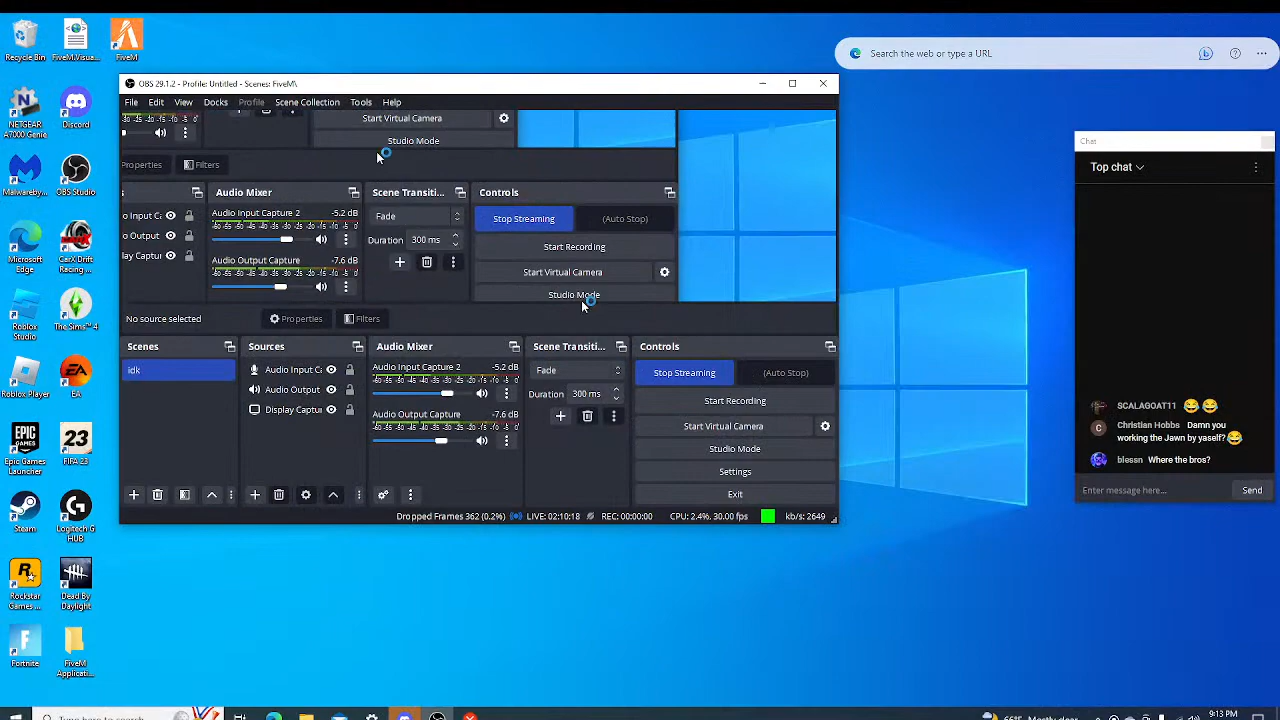 Recycle Bin
FiveM.Visua...
FiveM
NETGEAR A7000 Genie
Discord
Malwareby...
OBS Studio
Microsoft Edge
CarX Drift Racing ...
Roblox Studio
The Sims™ 4
Roblox Player
EA
Epic Games Launcher
FIFA 23
Steam
Logitech G HUB
Rockstar Games ...
Dead By Daylight
Fortnite
FiveM Applicati...
OBS 29.1.2 - Profile: Untitled - Scenes: FiveM\
File Edit View Docks Profile Scene Collection Tools Help
Start Virtual Camera
Studio Mode
Properties Filters
Audio Mixer Scene Transiti... Controls
Audio Input Capture 2 -5.2 dB
Fade
Stop Streaming (Auto Stop)
Duration 300 ms
Start Recording
Audio Output Capture -7.6 dB
Start Virtual Camera
Studio Mode
No source selected Properties Filters
Scenes Sources Audio Mixer Scene Transiti... Controls
idk
Audio Input Ca
Audio Output
Display Captu
Audio Input Capture 2 -5.2 dB
Audio Output Capture -7.6 dB
Fade
Duration 300 ms
Stop Streaming (Auto Stop)
Start Recording
Start Virtual Camera
Studio Mode
Settings
Exit
Dropped Frames 362 (0.2%) LIVE: 02:10:18 REC: 00:00:00 CPU: 2.4%, 30.00 fps kb/s: 2649
Search the web or type a URL
Chat
Top chat
SCALAGOAT11 😂 😂
Christian Hobbs Damn you
working the Jawn by yaself?😂
blessn Where the bros?
Enter message here... Send
Type here to search
66°F Mostly clear
9:13 PM